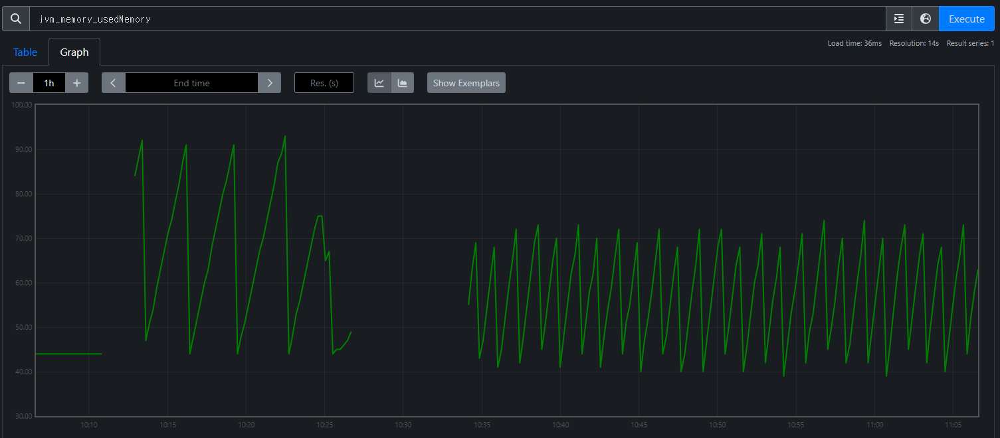 jvm_memory_usedMemory
Execute
Table
Graph
Load time: 36ms Resolution: 14s Result series: 1
1h
End time
Res. (s)
Show Exemplars
100.00
90.00
80.00
70.00
60.00
50.00
40.00
30.00
10:10 10:15 10:20 10:25 10:30 10:35 10:40 10:45 10:50 10:55 11:00 11:05